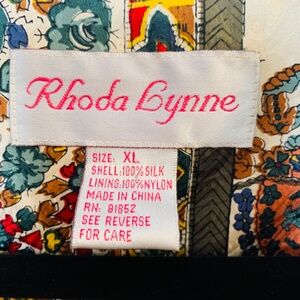 Rhoda Lynne
SIZE: XL
SHELL:100%SILK
LINING:100%NYLON
MADE IN CHINA
RN: 81852
SEE REVERSE
FOR CARE